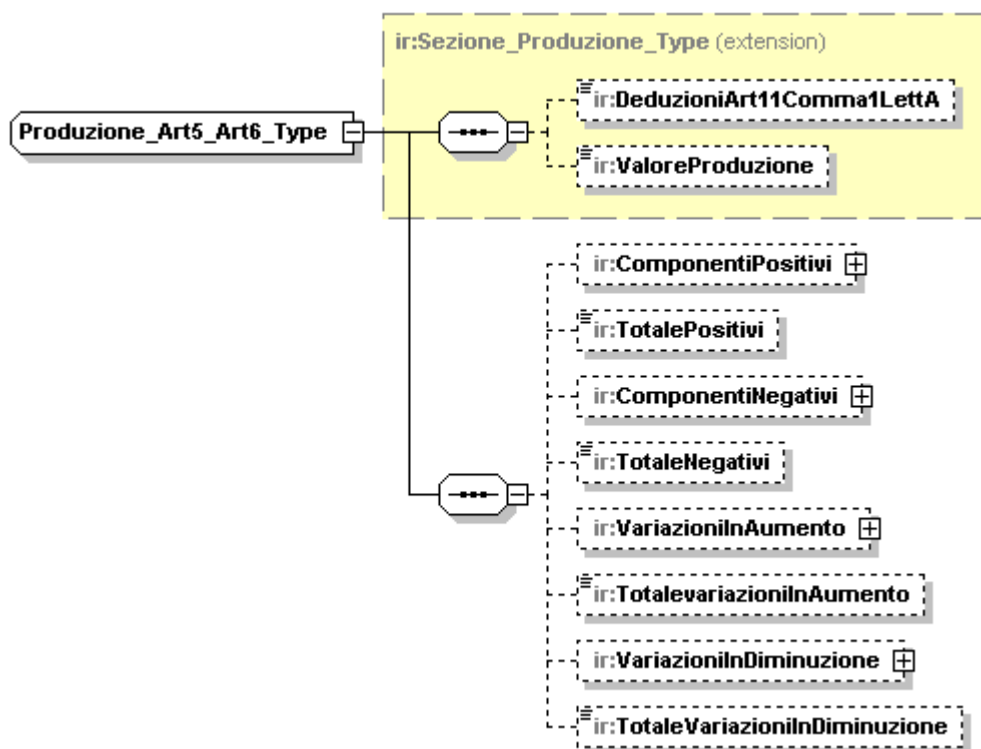 ir:Sezione_Produzione_Type (extension)
Produzione_Art5_Art6_Type
ir:DeduzioniArt11Comma1LettA
ir:ValoreProduzione
ir:ComponentiPositivi
ir:TotalePositivi
ir:ComponentiNegativi
ir:TotaleNegativi
ir:VariazioniInAumento
ir:TotalevariazioniInAumento
ir:VariazioniInDiminuzione
ir:TotaleVariazioniInDiminuzione